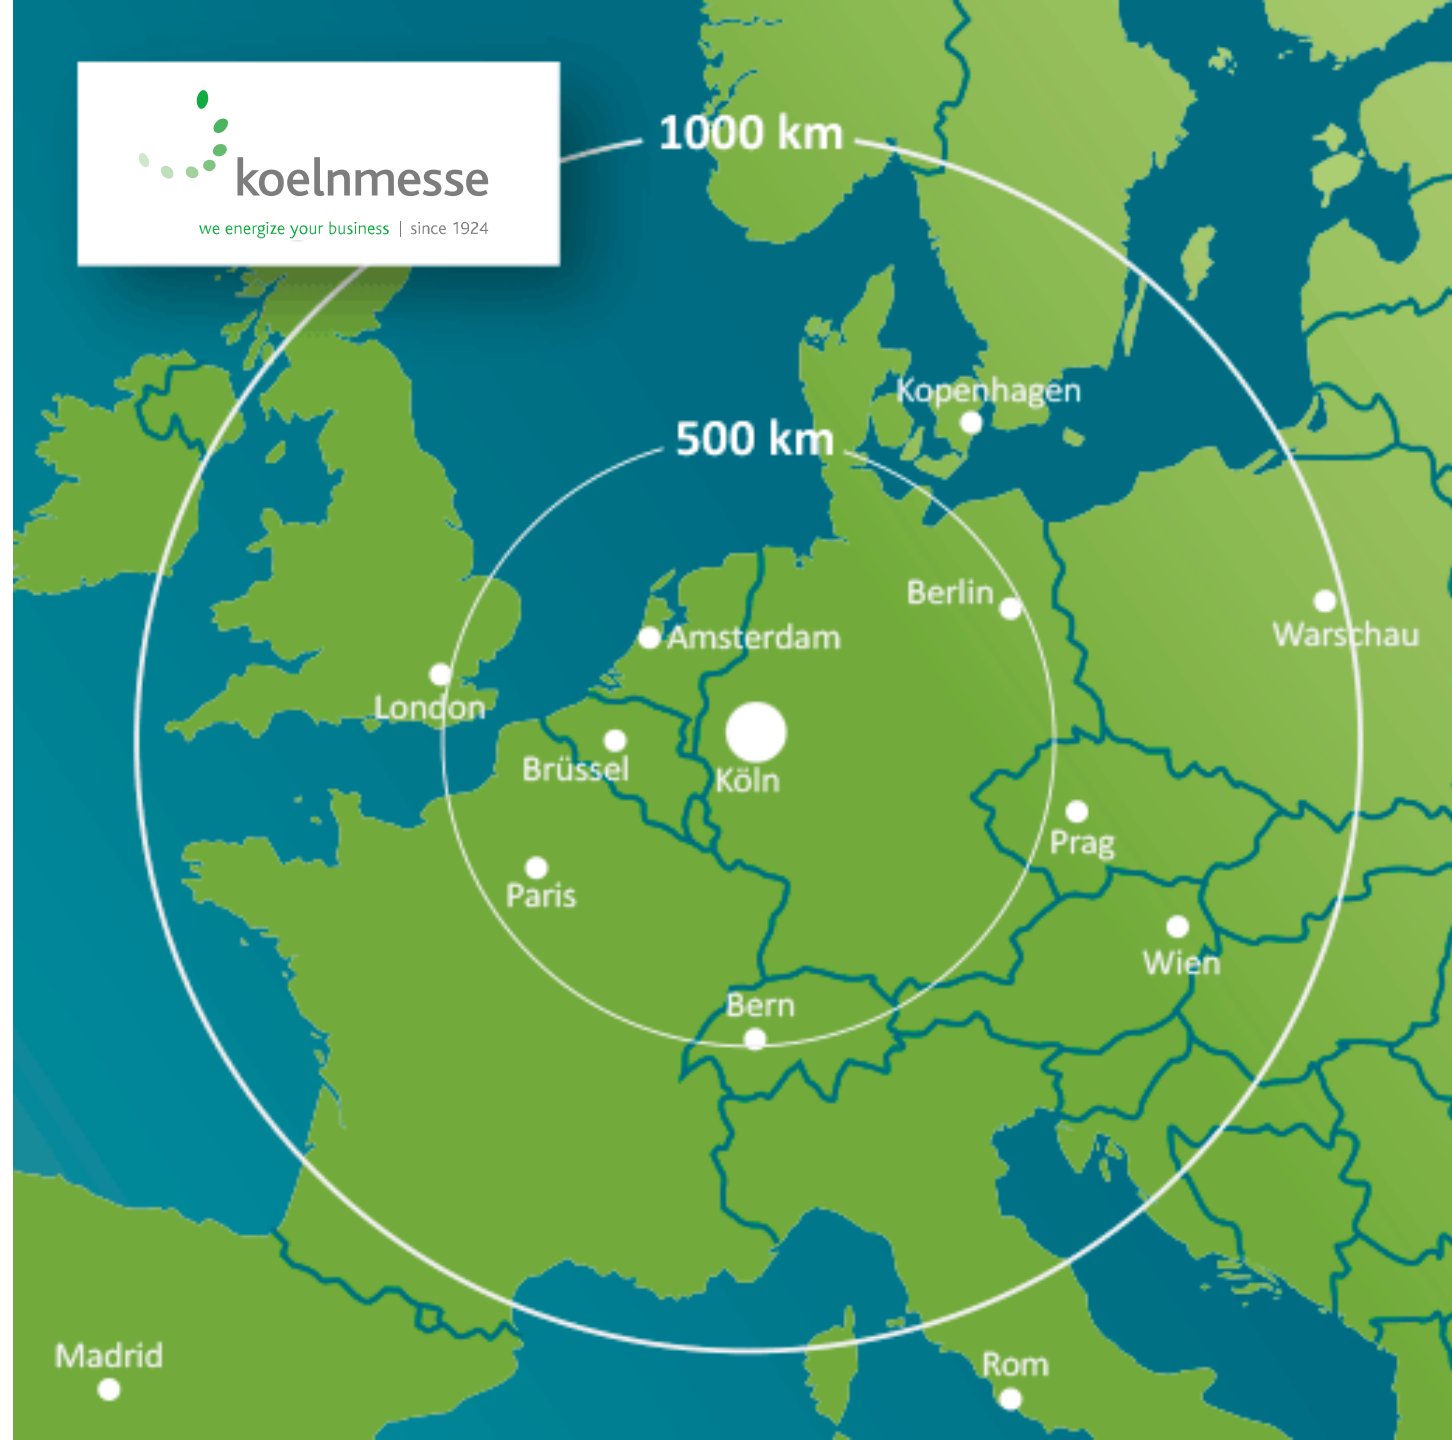 koelnmesse
we energize your business | since 1924
1000 km
Kopenhagen
500 km
Berlin
Warschau
Amsterdam
London
Brüssel
Köln
Prag
Paris
Wien
Bern
Madrid
Rom